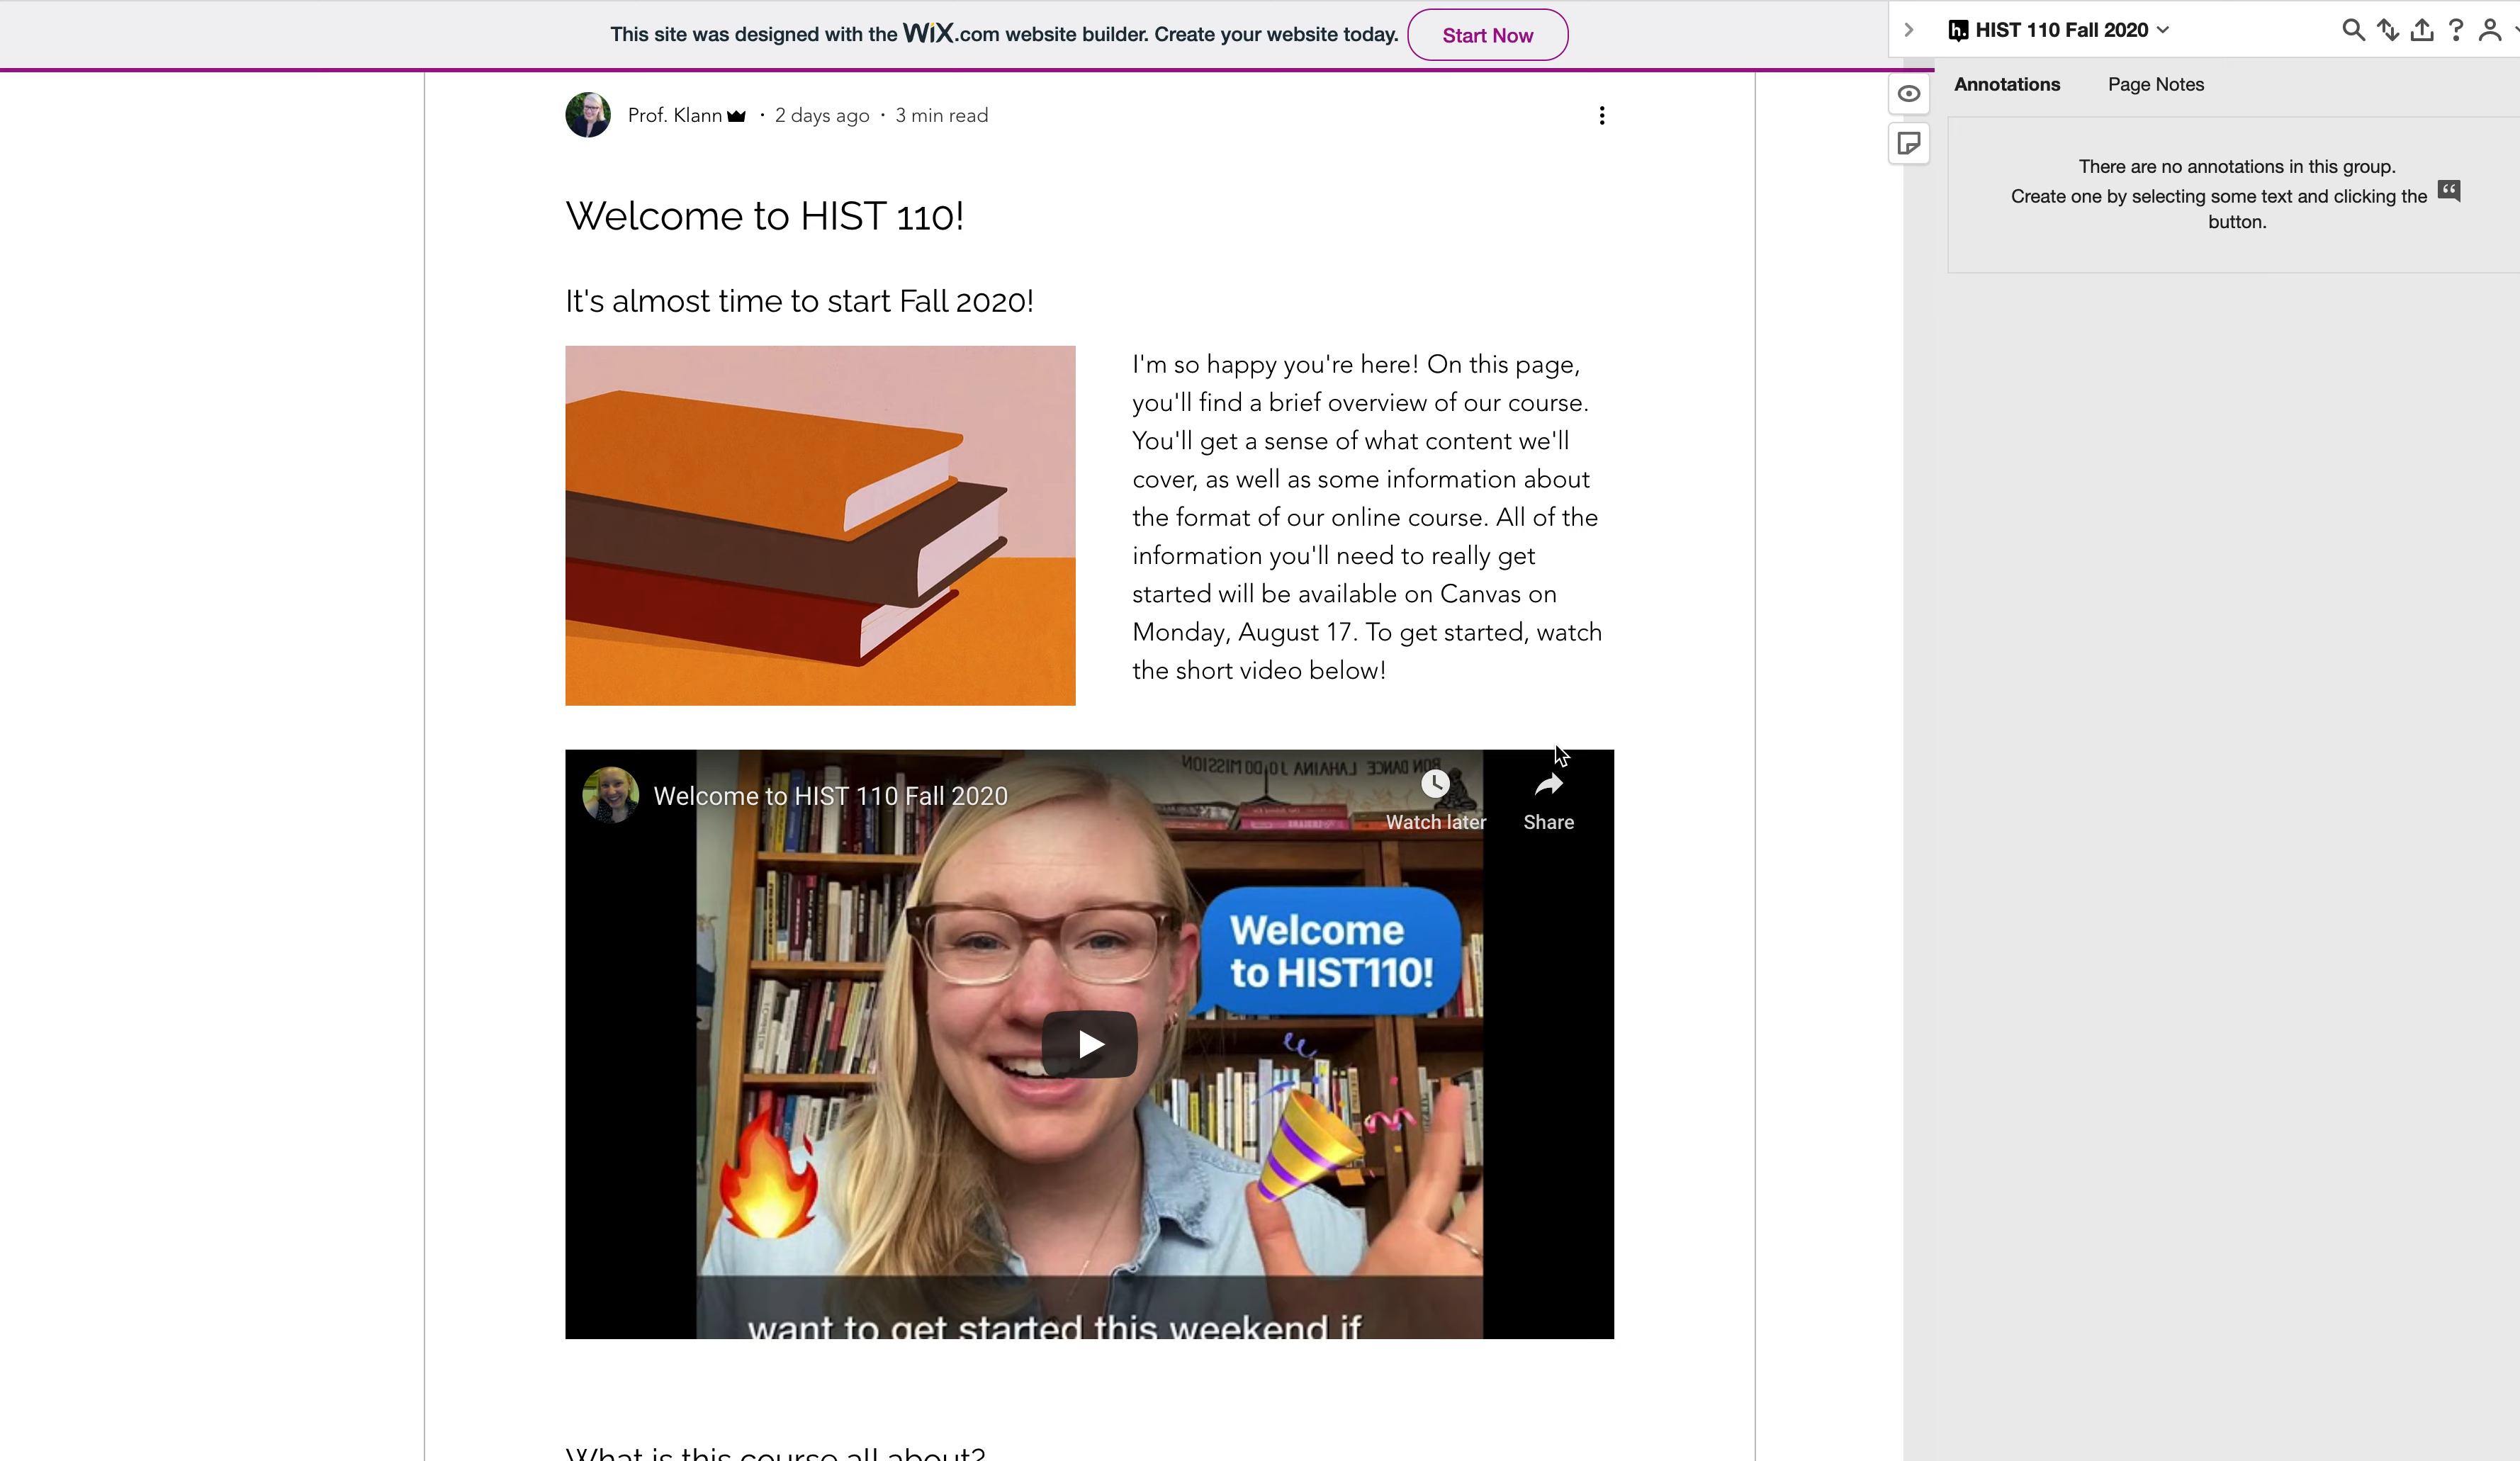 This site was designed with the WiX.com website builder. Create your website today. Start Now
HIST 110 Fall 2020
Annotations Page Notes
There are no annotations in this group.
Create one by selecting some text and clicking the
button.
Prof. Klann · 2 days ago · 3 min read
Welcome to HIST 110!
It's almost time to start Fall 2020!
I'm so happy you're here! On this page,
you'll find a brief overview of our course.
You'll get a sense of what content we'll
cover, as well as some information about
the format of our online course. All of the
information you'll need to really get
started will be available on Canvas on
Monday, August 17. To get started, watch
the short video below!
Welcome to HIST 110 Fall 2020
Watch later
Share
BON DANCE LAHAINA JODO MISSION
Welcome
to HIST110!
want to get started this weekend if
What is this course all about?